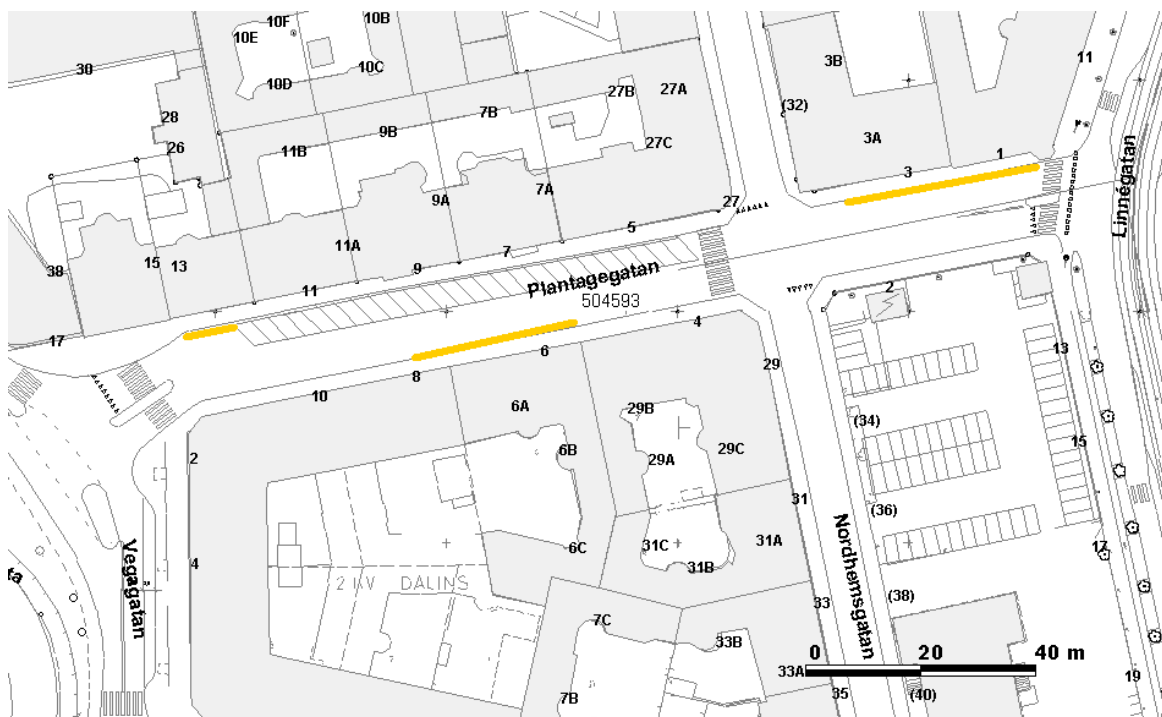 10F
10B
10E
11
30
3B
10C
10D
27B
27A
(32)
28
7B
9B
3A
26
11B
27C
1
3
7A
9A
27
Linnégatan
5
11A
7
15
13
9
38
Plantagegatan
11
2
504593
17
4
13
6
29
8
10
6A
29B
(34)
15
2
6B
29C
29A
31
(36)
6C
31C
31A
17
4
31B
2 KV DALINS
Vegagatan
Nordhemsgatan
(38)
33
7C
33B
0 20 40 m
33A
19
7B
35
(40)